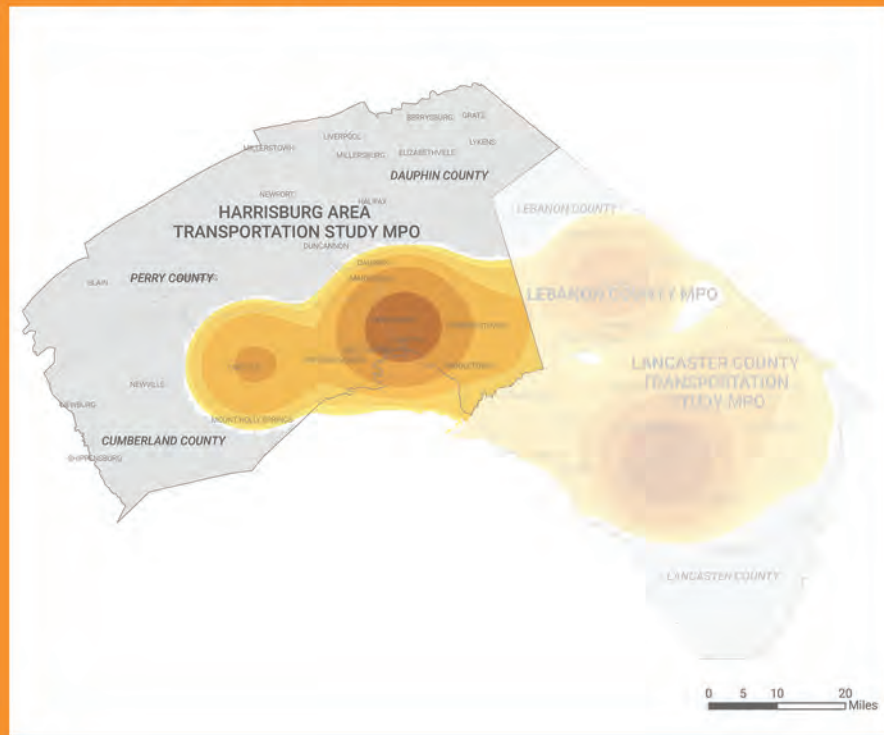 BERRYSBURG
GRATZ
LIVERPOOL
LYKENS
MILLERSTOWN
MILLERSBURG
ELIZABETHVILLE
DAUPHIN COUNTY
NEWPORT
HALIFAX
LEBANON COUNTY
HARRISBURG AREA
TRANSPORTATION STUDY MPO
DUNCANNON
PERRY COUNTY
BLAIN
LEBANON COUNTY MPO
LANCASTER COUNTY
TRANSPORTATION
STUDY MPO
NEWVILLE
NEWBURG
MOUNT HOLLY SPRINGS
CUMBERLAND COUNTY
SHIPPENSBURG
LANCASTER COUNTY
0 5 10 20
Miles